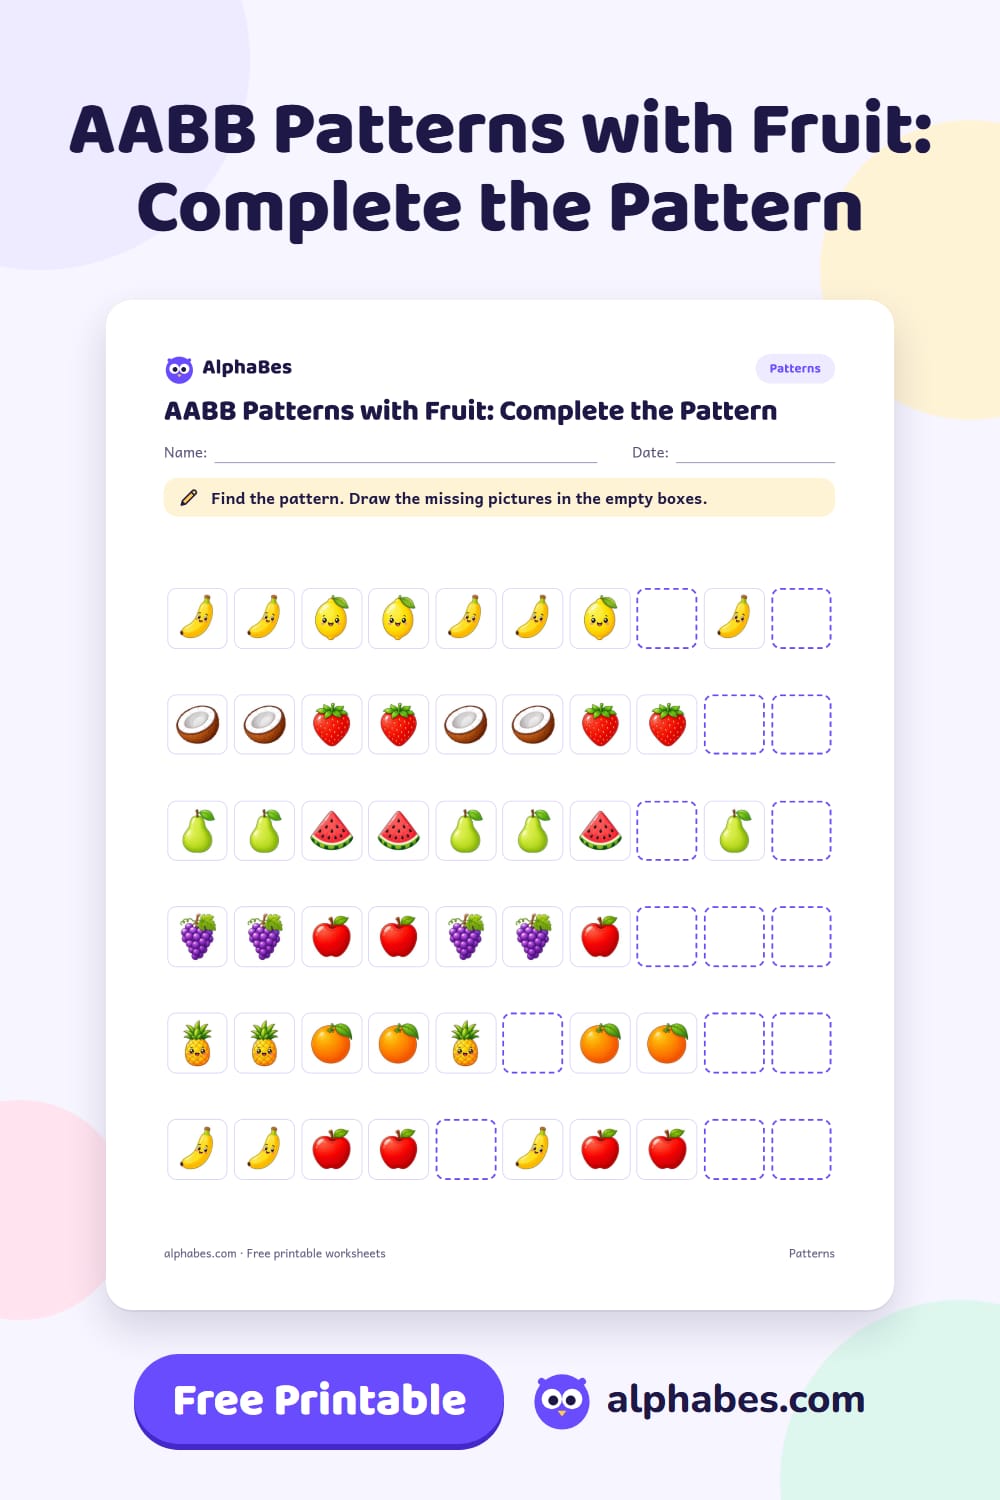 AABB Patterns with Fruit:
Complete the Pattern
AlphaBes
Patterns
AABB Patterns with Fruit: Complete the Pattern
Name:
Date:
Find the pattern. Draw the missing pictures in the empty boxes.
alphabes.com · Free printable worksheets
Patterns
Free Printable
alphabes.com